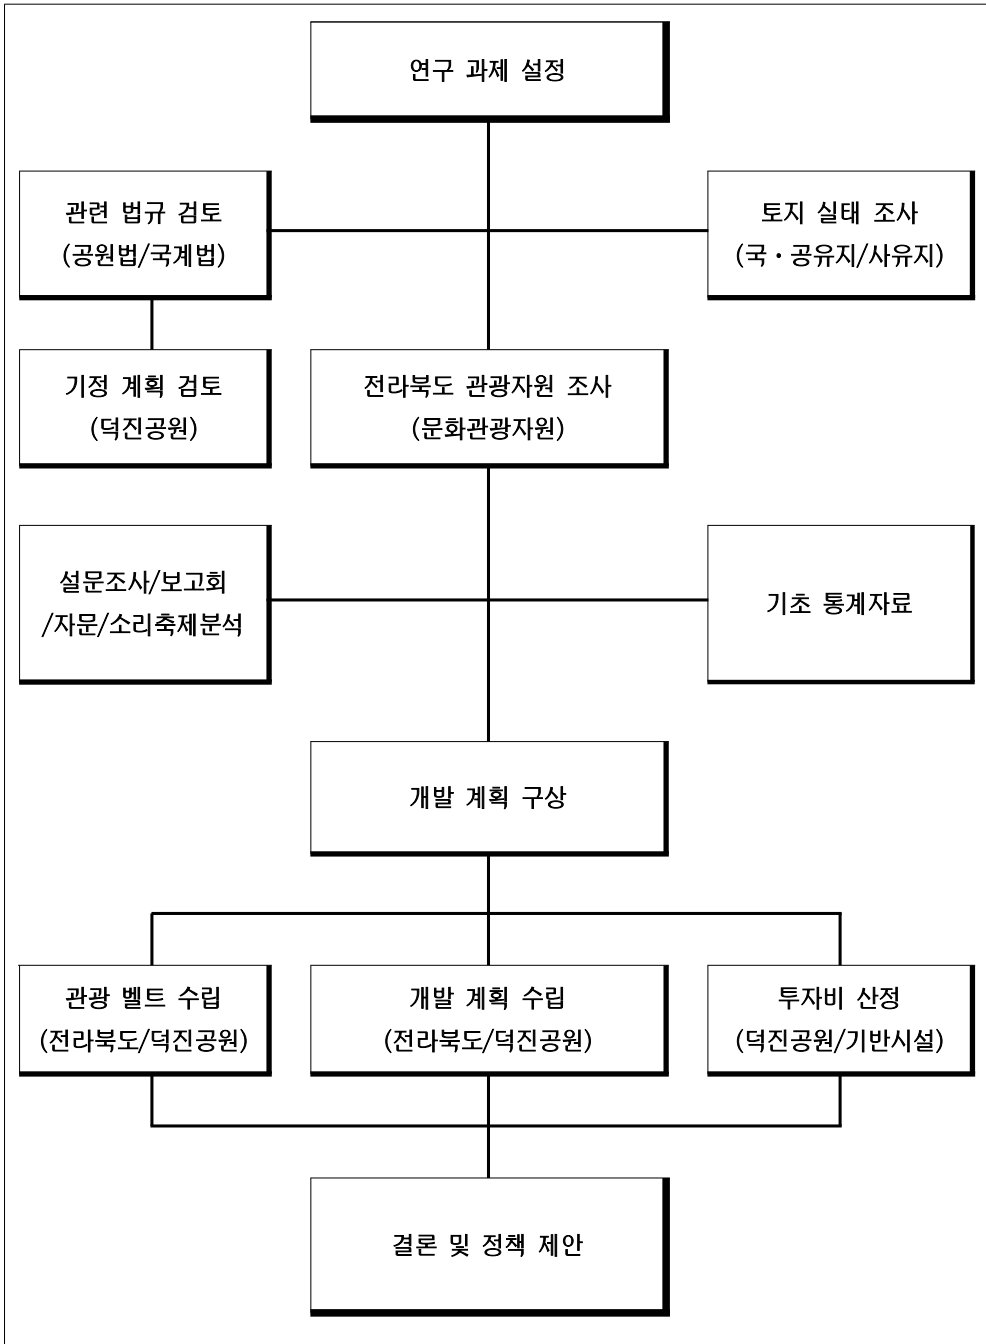 연구 과제 설정
관련 법규 검토
(공원법/국계법)
토지 실태 조사
(국・공유지/사유지)
기정 계획 검토
(덕진공원)
전라북도 관광자원 조사
(문화관광자원)
설문조사/보고회
/자문/소리축제분석
기초 통계자료
개발 계획 구상
관광 벨트 수립
(전라북도/덕진공원)
개발 계획 수립
(전라북도/덕진공원)
투자비 산정
(덕진공원/기반시설)
결론 및 정책 제안